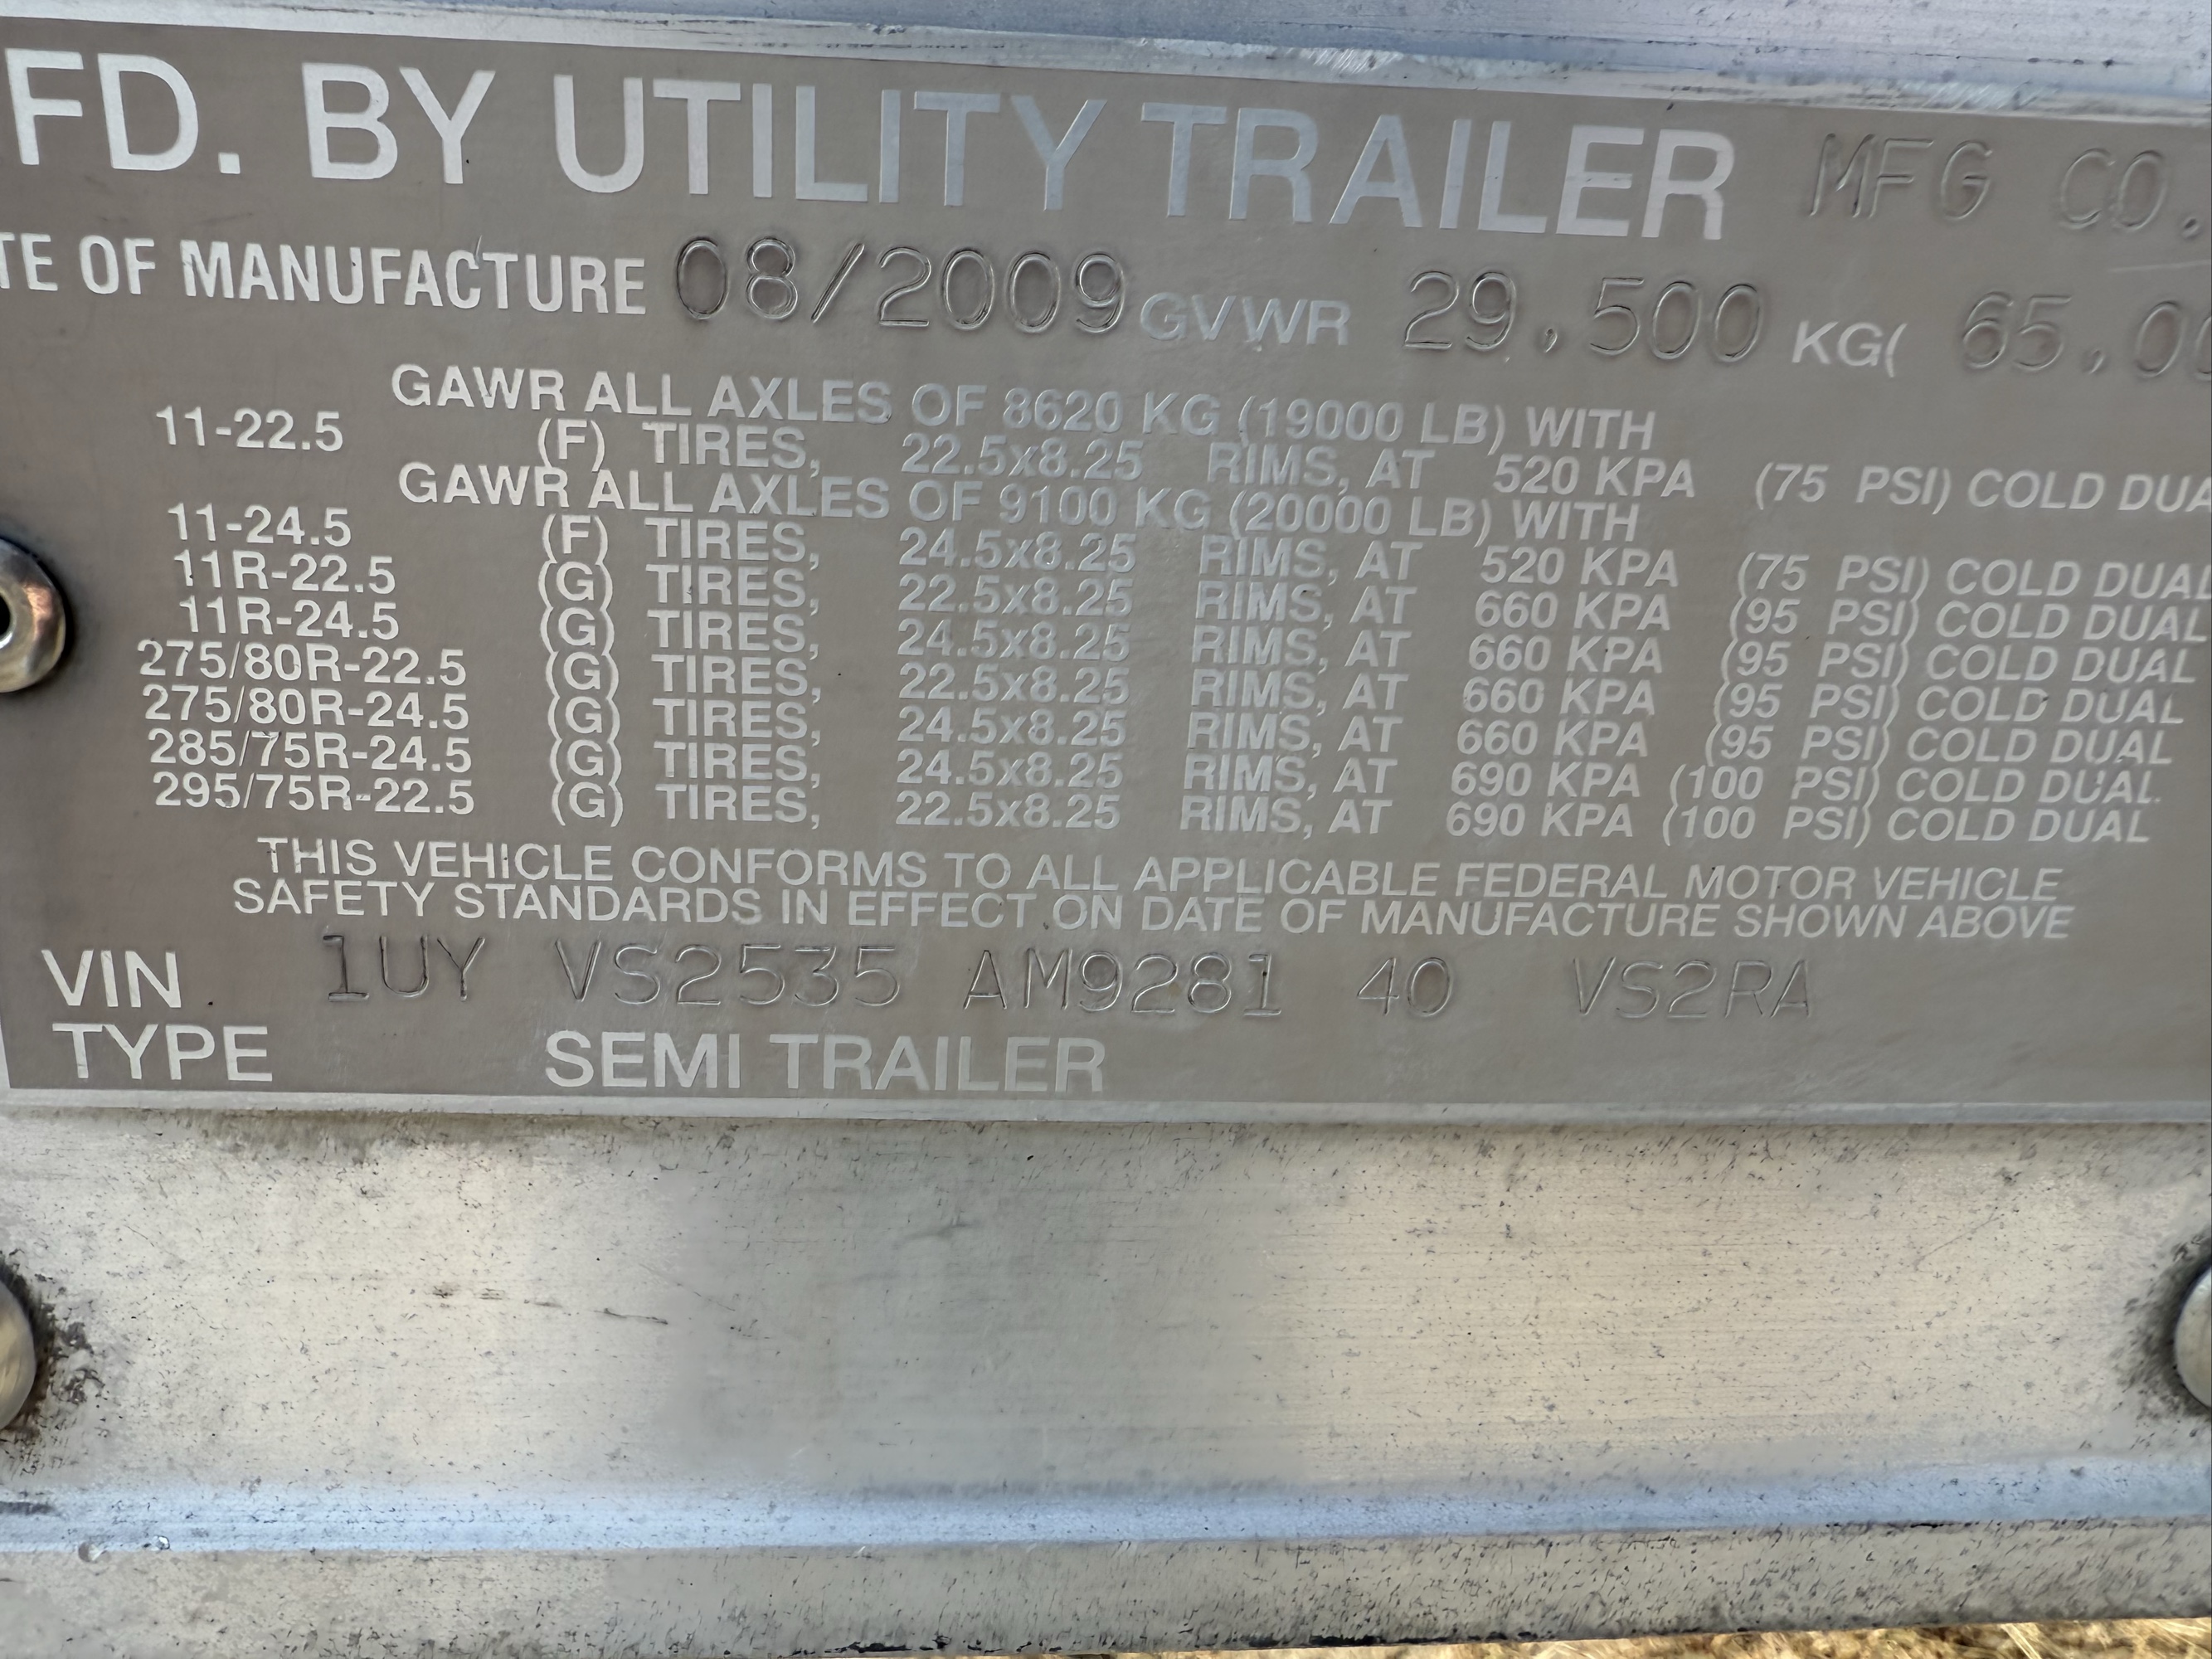 FD. BY UTILITY TRAILER MFG CO.
TE OF MANUFACTURE 08/2009 GVWR 29,500 KG( 65,00
GAWR ALL AXLES OF 8620 KG (19000 LB) WITH
11-22.5 (F) TIRES, 22.5x8.25 RIMS, AT 520 KPA (75 PSI) COLD DUA
GAWR ALL AXLES OF 9100 KG (20000 LB) WITH
11-24.5 (F) TIRES, 24.5x8.25 RIMS, AT 520 KPA (75 PSI) COLD DUAL
11R-22.5 (G) TIRES, 22.5x8.25 RIMS, AT 660 KPA (95 PSI) COLD DUAL
11R-24.5 (G) TIRES, 24.5x8.25 RIMS, AT 660 KPA (95 PSI) COLD DUAL
275/80R-22.5 (G) TIRES, 22.5x8.25 RIMS, AT 660 KPA (95 PSI) COLD DUAL
275/80R-24.5 (G) TIRES, 24.5x8.25 RIMS, AT 660 KPA (95 PSI) COLD DUAL
285/75R-24.5 (G) TIRES, 24.5x8.25 RIMS, AT 690 KPA (100 PSI) COLD DUAL
295/75R-22.5 (G) TIRES, 22.5x8.25 RIMS, AT 690 KPA (100 PSI) COLD DUAL
THIS VEHICLE CONFORMS TO ALL APPLICABLE FEDERAL MOTOR VEHICLE
SAFETY STANDARDS IN EFFECT ON DATE OF MANUFACTURE SHOWN ABOVE
VIN 1UY VS2535 AM9281 40 VS2RA
TYPE SEMI TRAILER